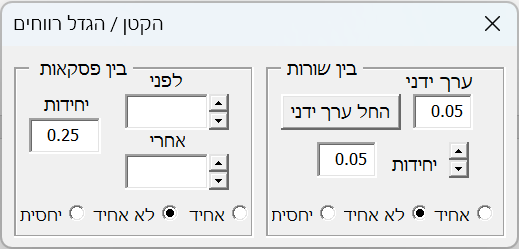 הקטן / הגדל רווחים
בין שורות
ערך ידני
0.05
החל ערך ידני
יחידות
0.05
אחיד
לא אחיד
יחסית
בין פסקאות
לפני
יחידות
0.25
אחרי
אחיד
לא אחיד
יחסית